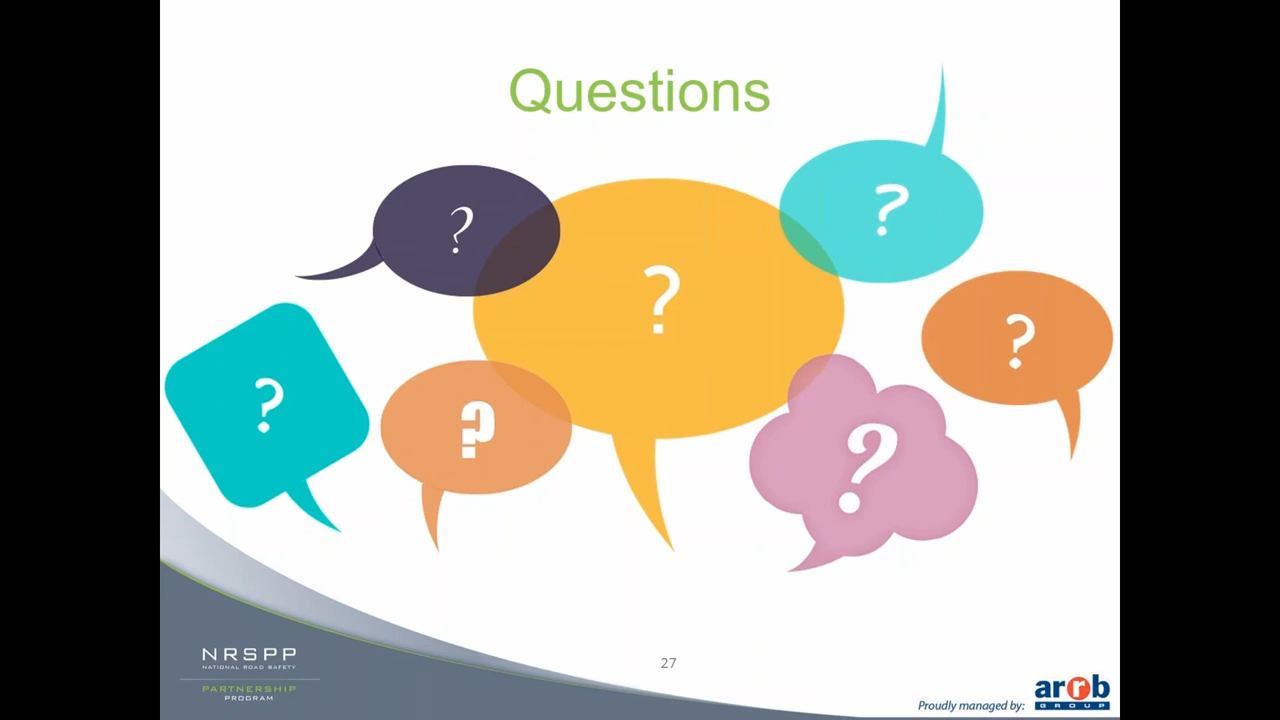 Questions
?
?
?
?
?
?
?
NRSPP
NATIONAL ROAD SAFETY
PARTNERSHIP
PROGRAM
27
Proudly managed by:
arrb
GROUP